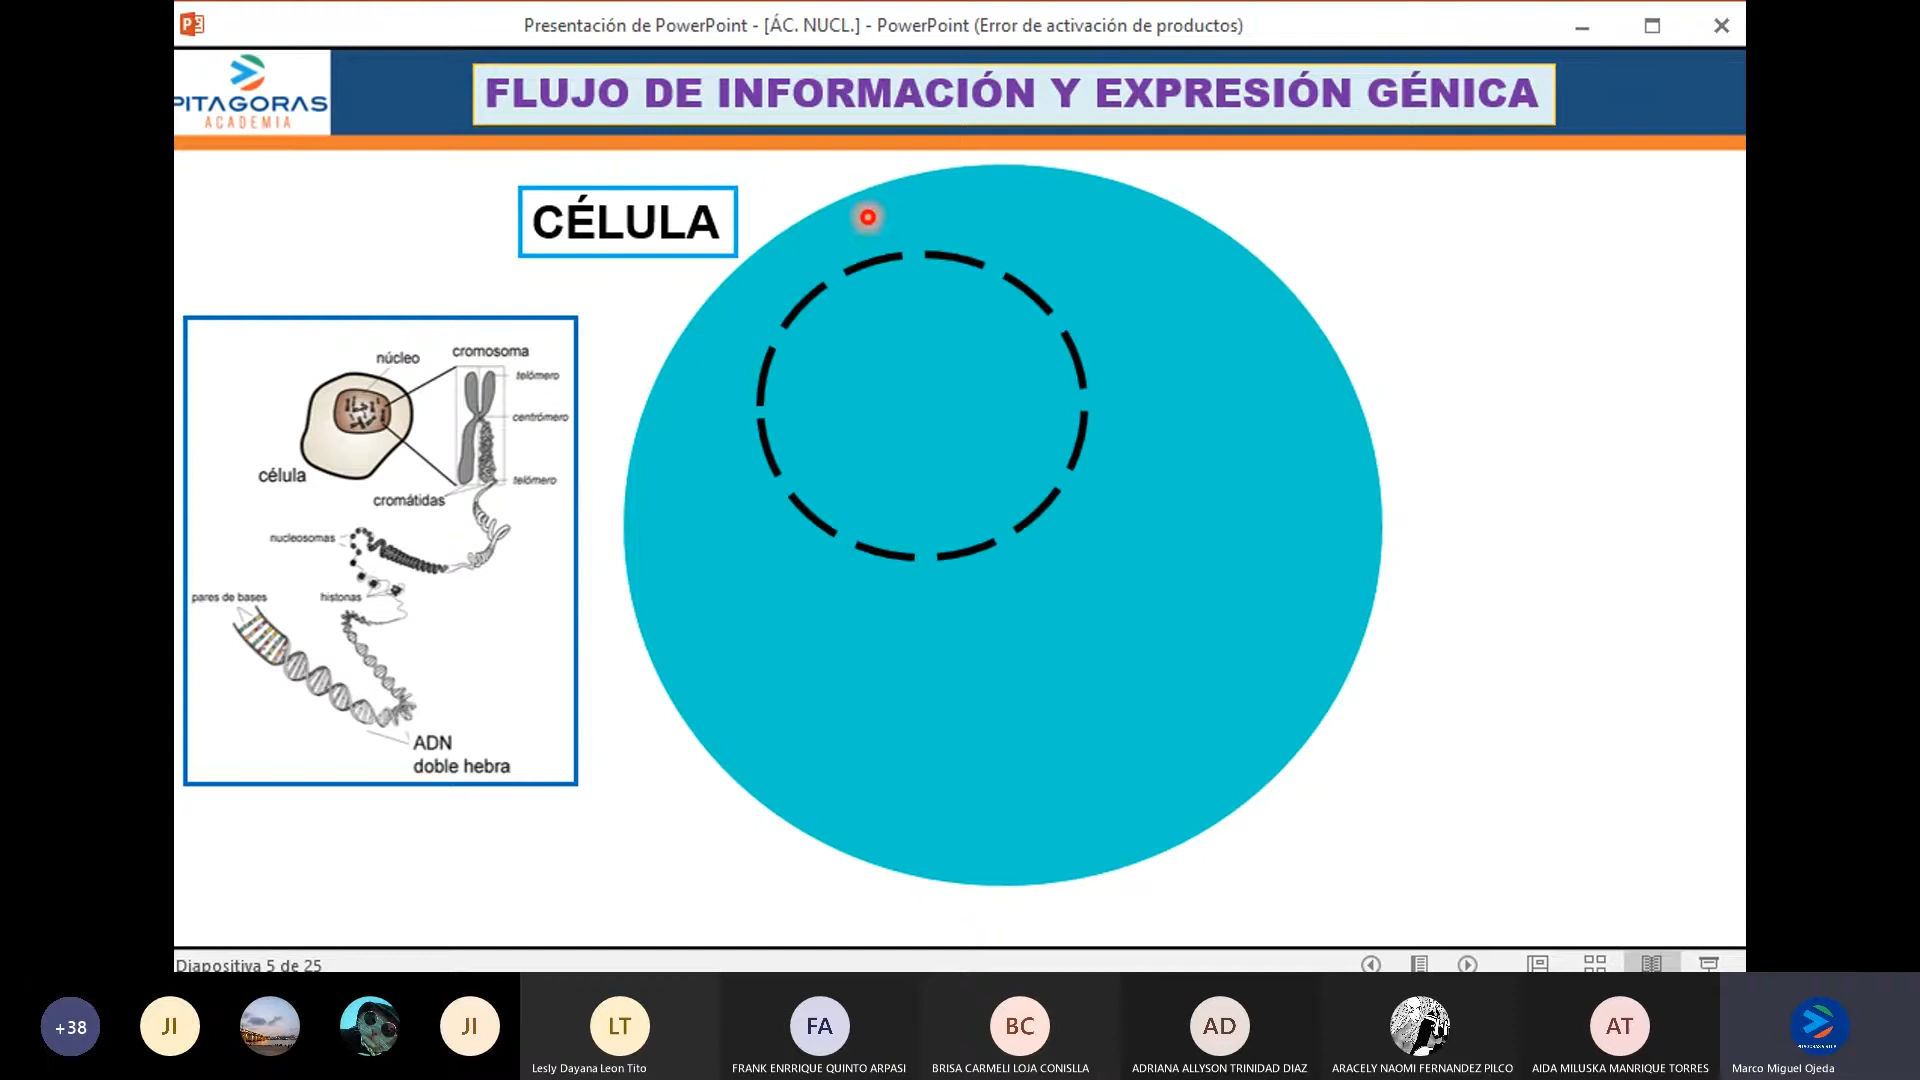 Presentación de PowerPoint - [ÁC. NUCL.] - PowerPoint (Error de activación de productos)
PITAGORAS
ACADEMIA
FLUJO DE INFORMACIÓN Y EXPRESIÓN GÉNICA
CÉLULA
núcleo
cromosoma
telómero
centrómero
célula
telómero
cromátidas
nucleosomas
pares de bases
histonas
ADN
doble hebra
Diapositiva 5 de 25
+38
JI
JI
LT
FA
BC
AD
AT
Lesly Dayana Leon Tito
FRANK ENRRIQUE QUINTO ARPASI
BRISA CARMELI LOJA CONISLLA
ADRIANA ALLYSON TRINIDAD DIAZ
ARACELY NAOMI FERNANDEZ PILCO
AIDA MILUSKA MANRIQUE TORRES
Marco Miguel Ojeda